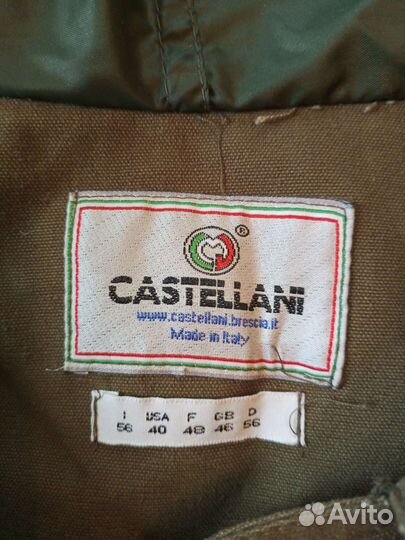 ®
CASTELLANI
www.castellani.brescia.it
Made in Italy
I USA F GB D
56 40 48 46 56
Avito